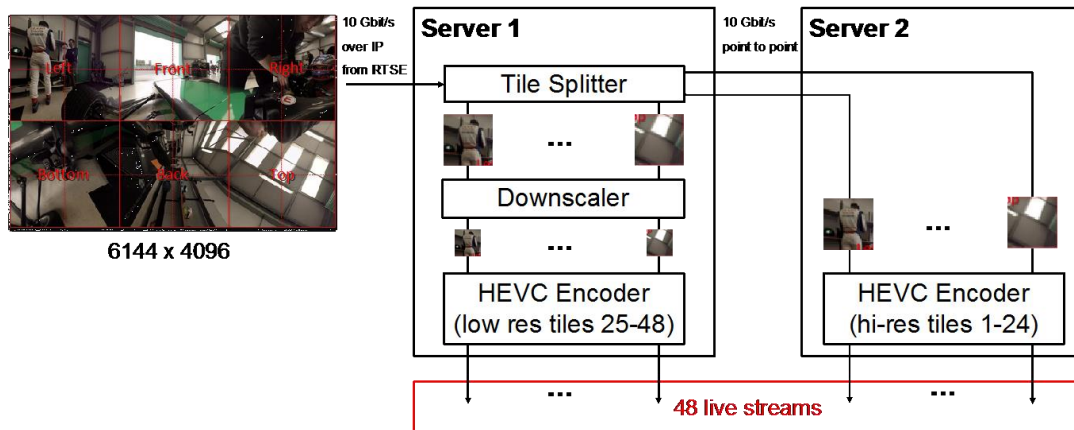 Left
Front
Right
Bottom
Back
Top
6144 x 4096
10 Gbit/s
over IP
from RTSE
Server 1
Tile Splitter
...
Downscaler
...
HEVC Encoder
(low res tiles 25-48)
10 Gbit/s
point to point
Server 2
...
HEVC Encoder
(hi-res tiles 1-24)
...
...
48 live streams